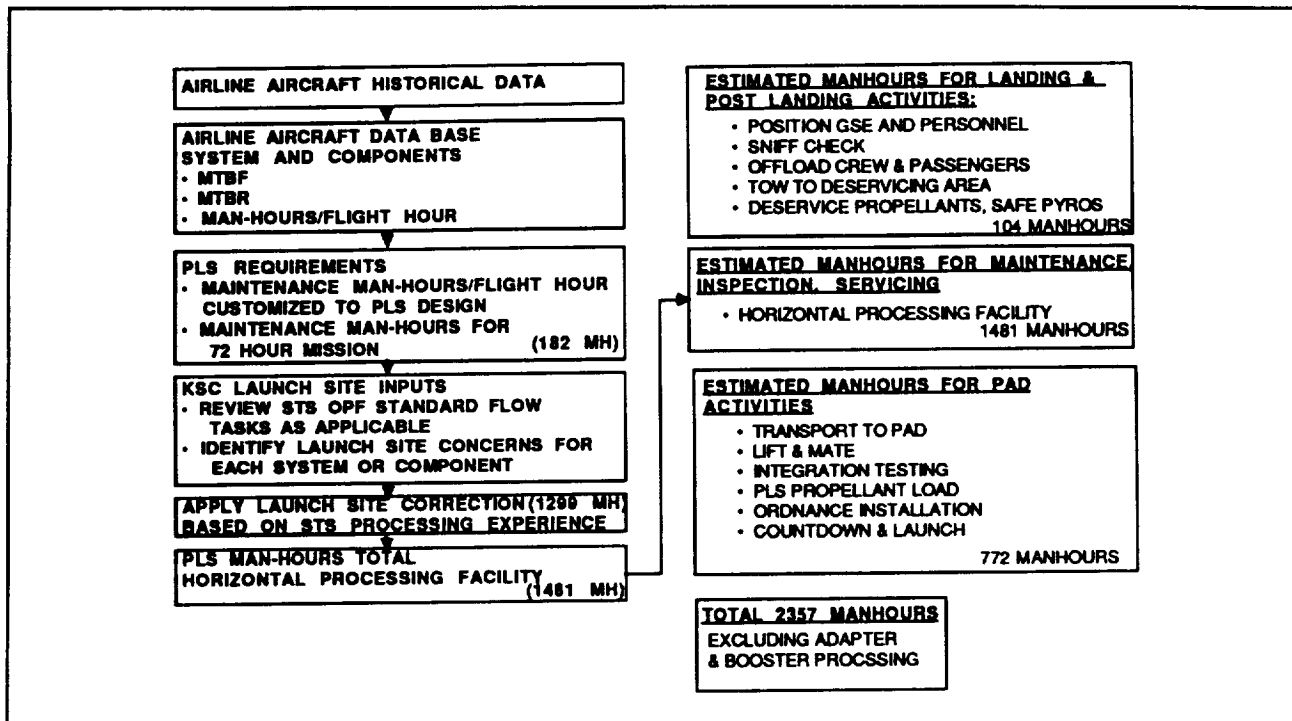 AIRLINE AIRCRAFT HISTORICAL DATA
AIRLINE AIRCRAFT DATA BASE
SYSTEM AND COMPONENTS
• MTBF
• MTBR
• MAN-HOURS/FLIGHT HOUR
PLS REQUIREMENTS
• MAINTENANCE MAN-HOURS/FLIGHT HOUR
CUSTOMIZED TO PLS DESIGN
• MAINTENANCE MAN-HOURS FOR
72 HOUR MISSION (182 MH)
KSC LAUNCH SITE INPUTS
• REVIEW STS OPF STANDARD FLOW
TASKS AS APPLICABLE
• IDENTIFY LAUNCH SITE CONCERNS FOR
EACH SYSTEM OR COMPONENT
APPLY LAUNCH SITE CORRECTION (1299 MH)
BASED ON STS PROCESSING EXPERIENCE
PLS MAN-HOURS TOTAL
HORIZONTAL PROCESSING FACILITY
(1481 MH)
ESTIMATED MANHOURS FOR LANDING &
POST LANDING ACTIVITIES:
• POSITION GSE AND PERSONNEL
• SNIFF CHECK
• OFFLOAD CREW & PASSENGERS
• TOW TO DESERVICING AREA
• DESERVICE PROPELLANTS, SAFE PYROS
104 MANHOURS
ESTIMATED MANHOURS FOR MAINTENANCE,
INSPECTION, SERVICING
• HORIZONTAL PROCESSING FACILITY
1481 MANHOURS
ESTIMATED MANHOURS FOR PAD
ACTIVITIES
• TRANSPORT TO PAD
• LIFT & MATE
• INTEGRATION TESTING
• PLS PROPELLANT LOAD
• ORDNANCE INSTALLATION
• COUNTDOWN & LAUNCH
772 MANHOURS
TOTAL 2357 MANHOURS
EXCLUDING ADAPTER
& BOOSTER PROCSSING